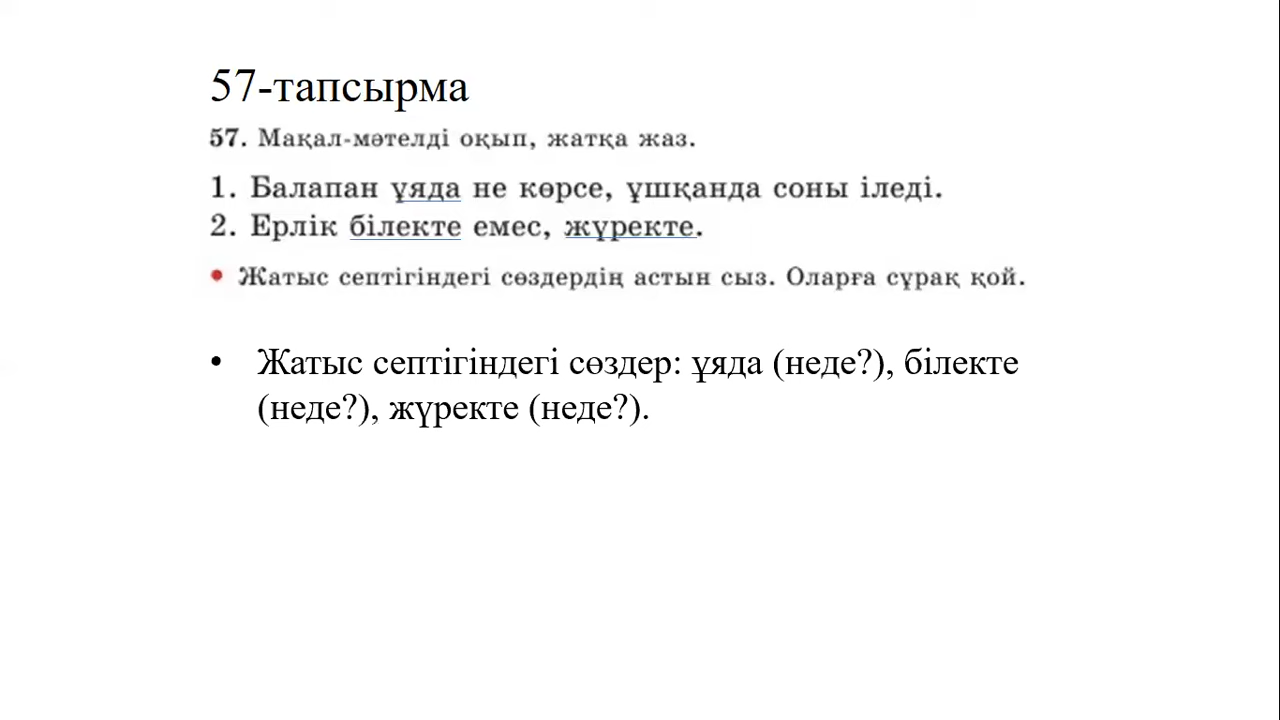 57-тапсырма
57. Мақал-мәтелді оқып, жатқа жаз.
1. Балапан ұяда не көрсе, ұшқанда соны іледі.
2. Ерлік білекте емес, жүректе.
• Жатыс септігіндегі сөздердің астын сыз. Оларға сұрақ қой.
• Жатыс септігіндегі сөздер: ұяда (неде?), білекте
(неде?), жүректе (неде?).